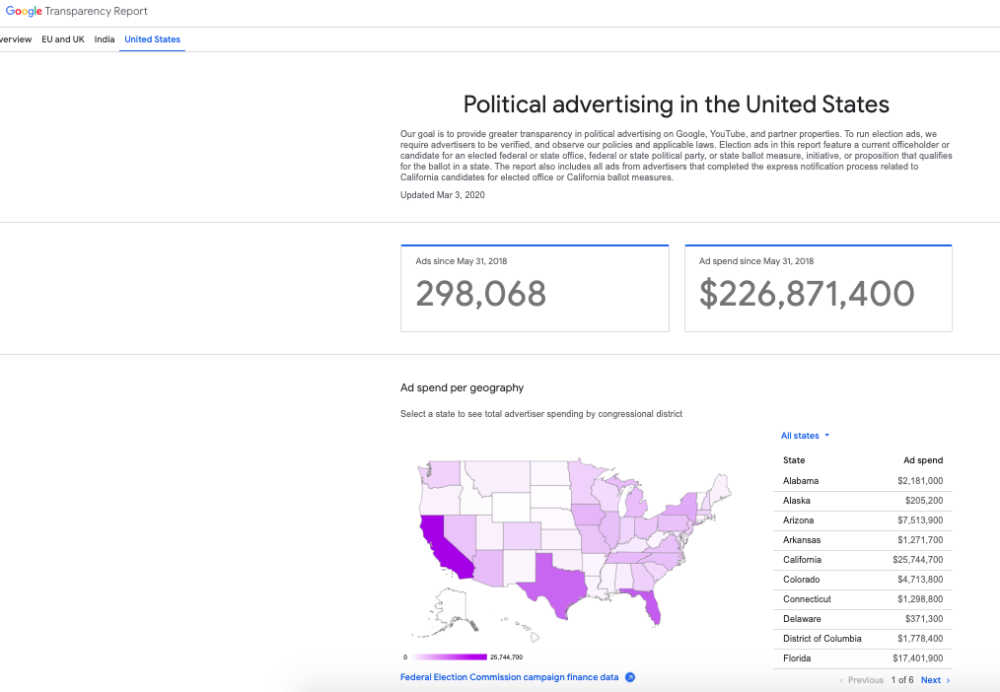 Google Transparency Report
verview EU and UK India United States
Political advertising in the United States
Our goal is to provide greater transparency in political advertising on Google, YouTube, and partner properties. To run election ads, we
require advertisers to be verified, and observe our policies and applicable laws. Election ads in this report feature a current officeholder or
candidate for an elected federal or state office, federal or state political party, or state ballot measure, initiative, or proposition that qualifies
for the ballot in a state. The report also includes all ads from advertisers that completed the express notification process related to
California candidates for elected office or California ballot measures.
Updated Mar 3, 2020
Ads since May 31, 2018
298,068
Ad spend since May 31, 2018
$226,871,400
Ad spend per geography
Select a state to see total advertiser spending by congressional district
All states
State Ad spend
Alabama $2,181,000
Alaska $205,200
Arizona $7,513,900
Arkansas $1,271,700
California $25,744,700
Colorado $4,713,800
Connecticut $1,298,800
Delaware $371,300
District of Columbia $1,778,400
Florida $17,401,900
0 25,744,700
Federal Election Commission campaign finance data
‹ Previous 1 of 6 Next ›